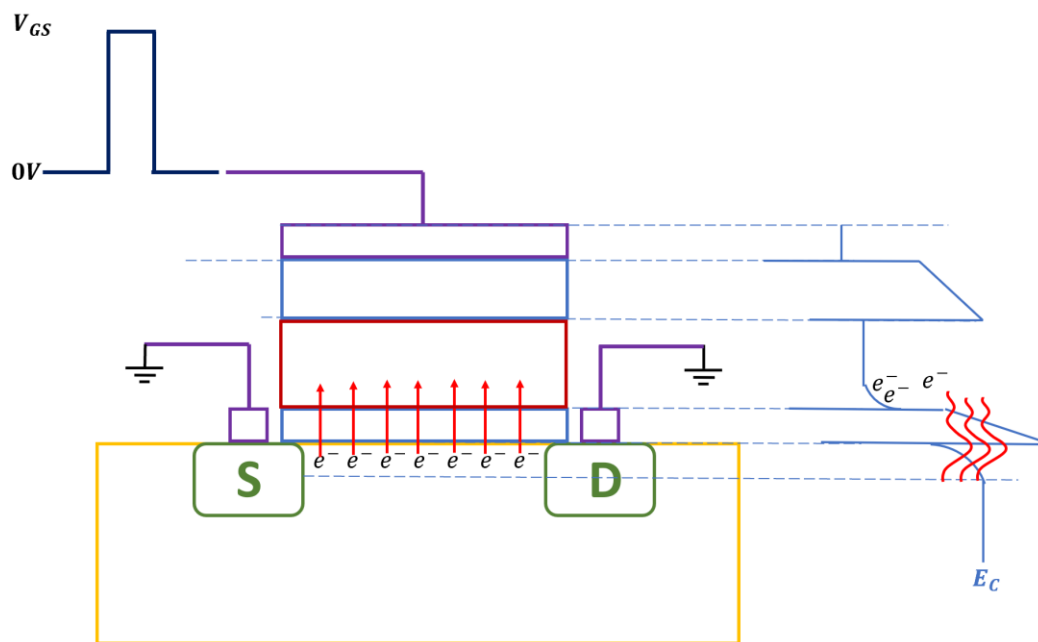 V_GS
0V
e⁻ e⁻ e⁻
e⁻ e⁻ e⁻ e⁻ e⁻ e⁻ e⁻
S D
E_C